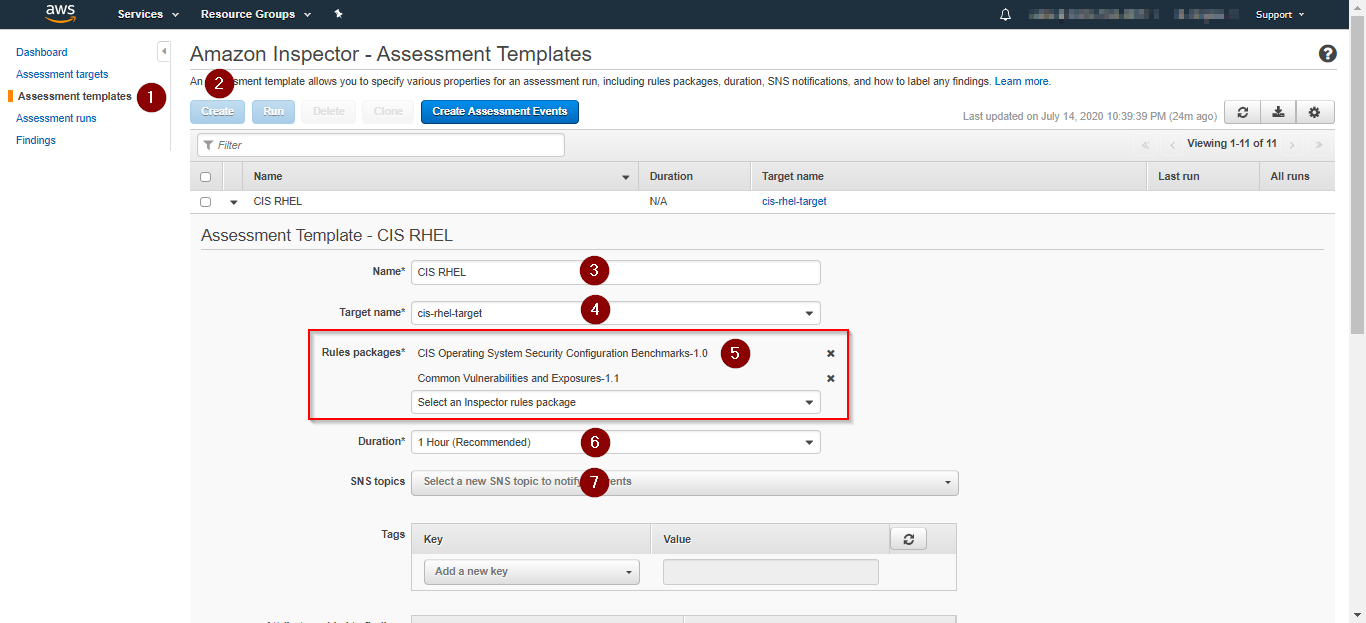 aws Services Resource Groups Support
Dashboard
Assessment targets
Assessment templates 1
Assessment runs
Findings
Amazon Inspector - Assessment Templates
An sment template allows you to specify various properties for an assessment run, including rules packages, duration, SNS notifications, and how to label any findings. Learn more.
2
Create Run Delete Clone Create Assessment Events
Last updated on July 14, 2020 10:39:39 PM (24m ago)
Filter
Viewing 1-11 of 11
Name Duration Target name Last run All runs
CIS RHEL N/A cis-rhel-target
Assessment Template - CIS RHEL
Name* CIS RHEL 3
Target name* cis-rhel-target 4
Rules packages* CIS Operating System Security Configuration Benchmarks-1.0 5
Common Vulnerabilities and Exposures-1.1
Select an Inspector rules package
Duration* 1 Hour (Recommended) 6
SNS topics Select a new SNS topic to notify 7 ents
Tags Key Value
Add a new key